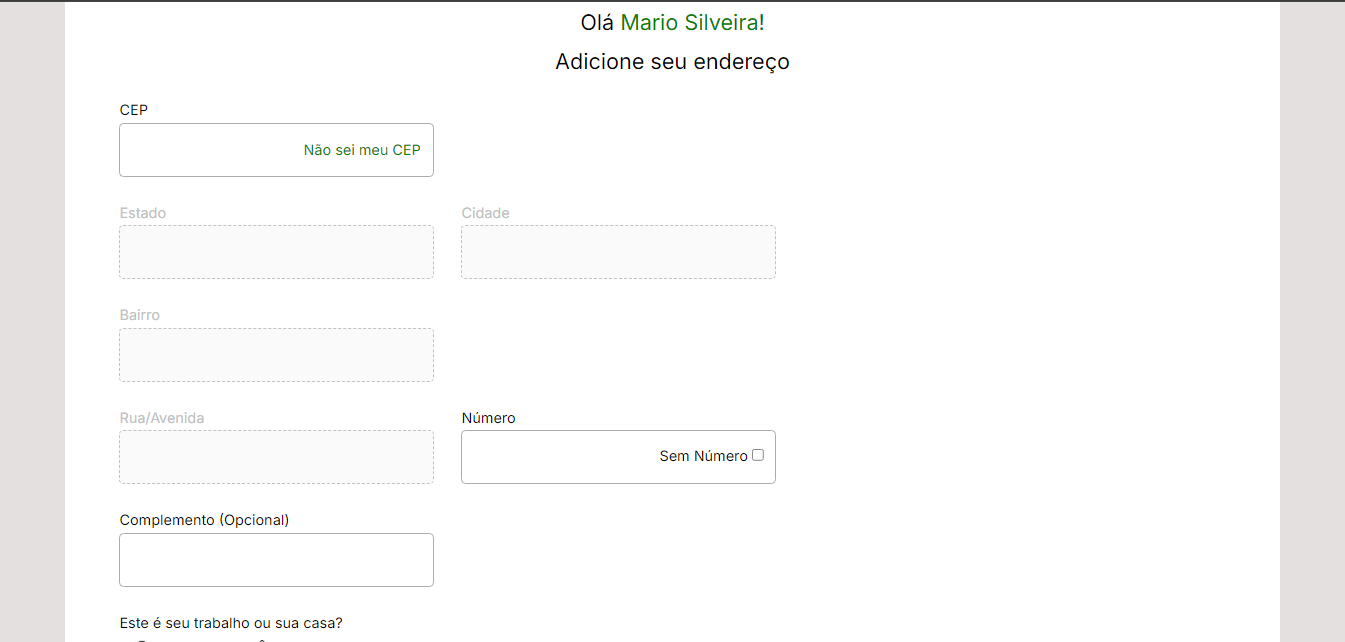 Olá Mario Silveira!
Adicione seu endereço
CEP
Não sei meu CEP
Estado Cidade
Bairro
Rua/Avenida Número
Sem Número
Complemento (Opcional)
Este é seu trabalho ou sua casa?